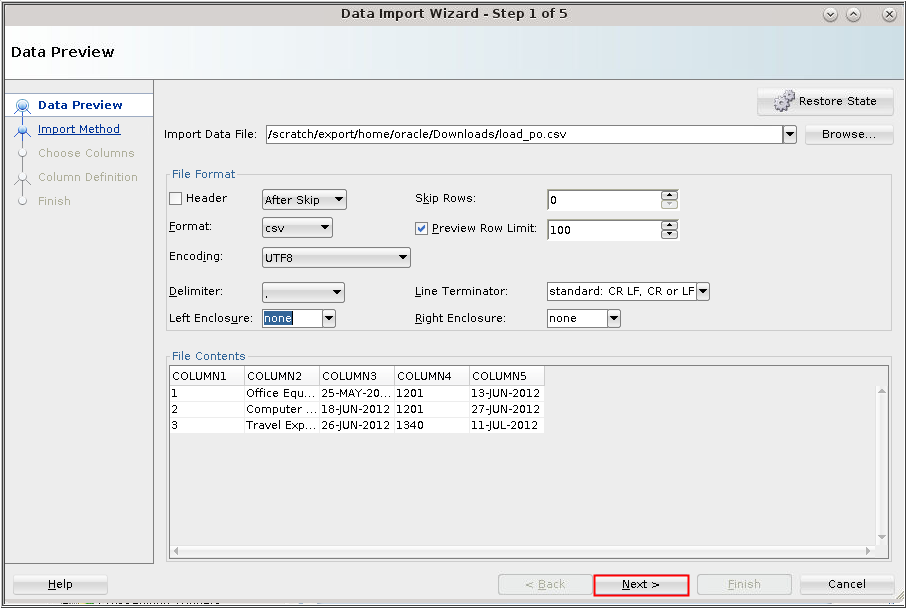 Data Import Wizard - Step 1 of 5
Data Preview
Data Preview
Import Method
Choose Columns
Column Definition
Finish
Restore State
Import Data File: /scratch/export/home/oracle/Downloads/load_po.csv Browse...
File Format
Header After Skip Skip Rows: 0
Format: csv Preview Row Limit: 100
Encoding: UTF8
Delimiter: , Line Terminator: standard: CR LF, CR or LF
Left Enclosure: none Right Enclosure: none
File Contents
COLUMN1 COLUMN2 COLUMN3 COLUMN4 COLUMN5
1 Office Equ... 25-MAY-20... 1201 13-JUN-2012
2 Computer ... 18-JUN-2012 1201 27-JUN-2012
3 Travel Exp... 26-JUN-2012 1340 11-JUL-2012
Help < Back Next > Finish Cancel